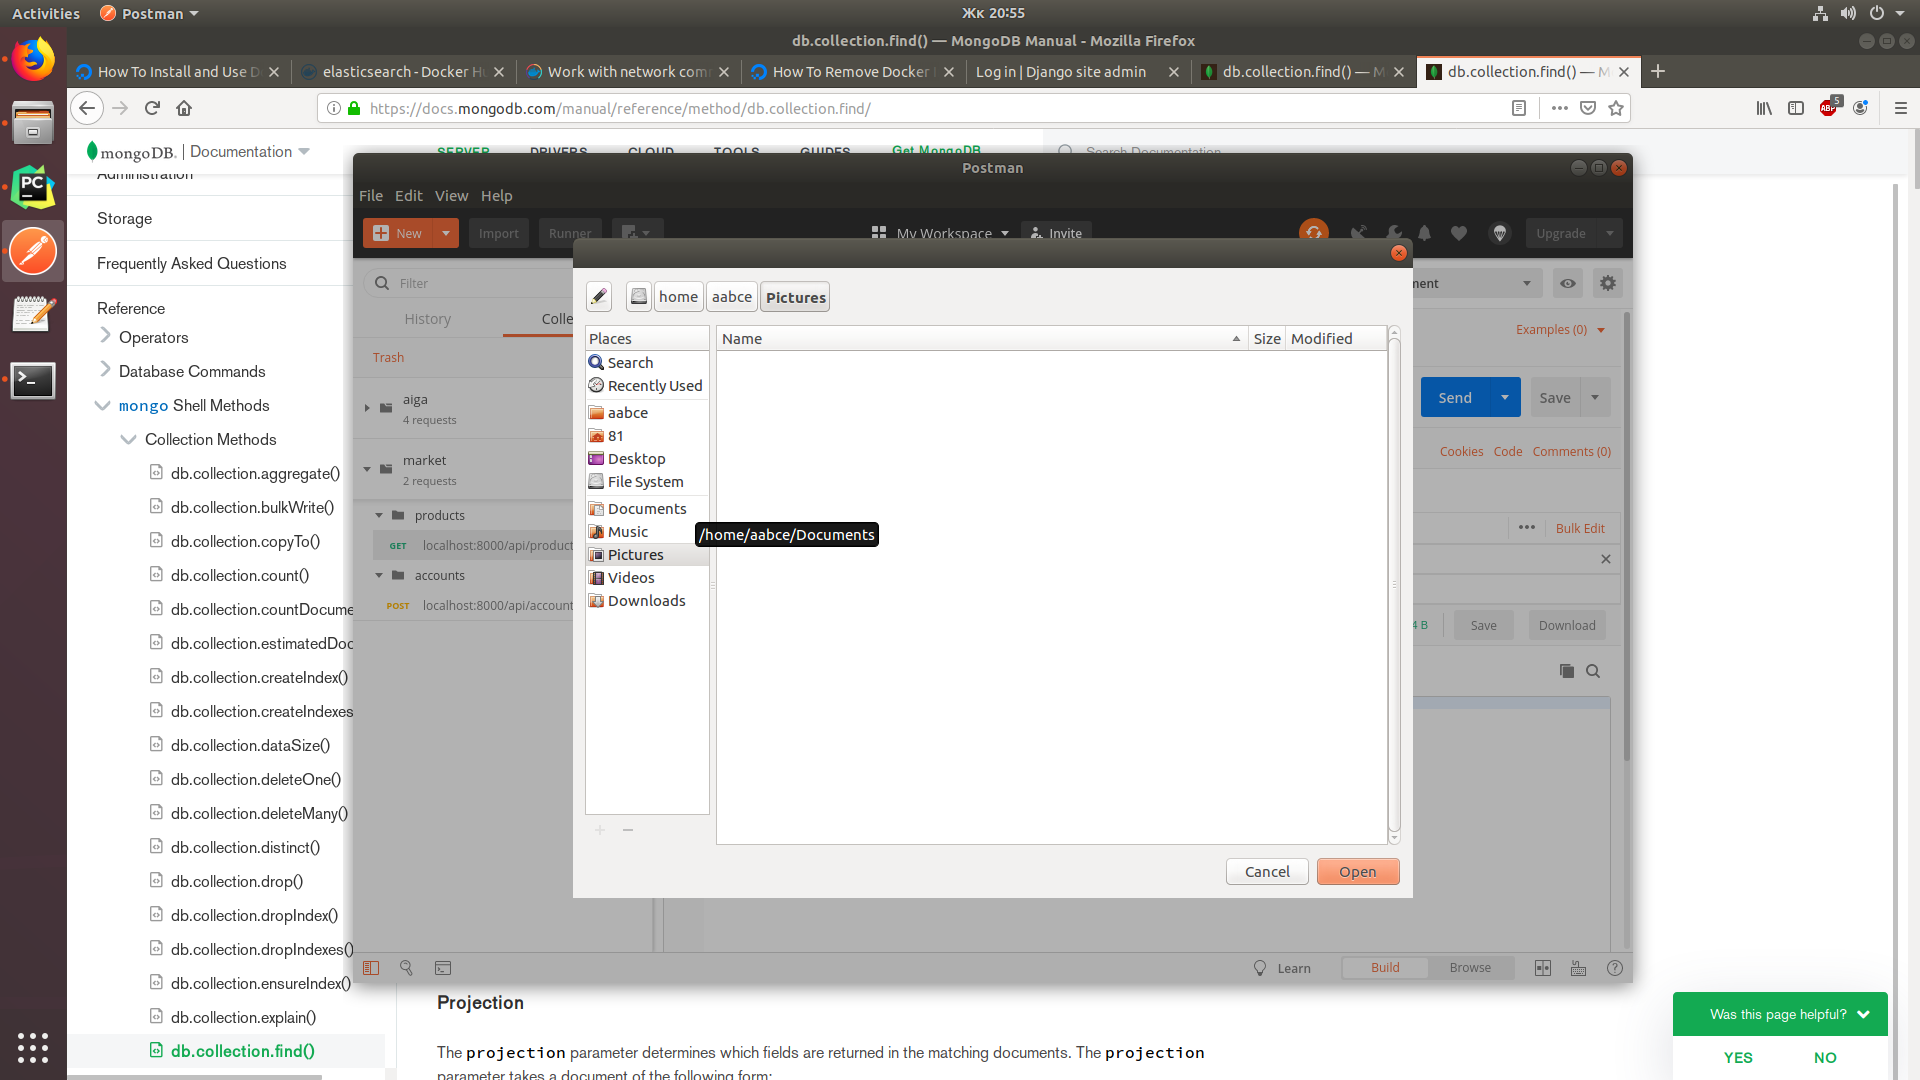 Activities
Postman
Жк 20:55
db.collection.find() — MongoDB Manual - Mozilla Firefox
How To Install and Use D
elasticsearch - Docker Hu
Work with network com
How To Remove Docker
Log in | Django site admin
db.collection.find() — M
db.collection.find() — M
https://docs.mongodb.com/manual/reference/method/db.collection.find/
ABP
5
mongoDB. | Documentation
SERVER
DRIVERS
CLOUD
TOOLS
GUIDES
Get MongoDB
Search Documentation
Administration
Storage
Frequently Asked Questions
Reference
Operators
Database Commands
mongo Shell Methods
Collection Methods
db.collection.aggregate()
db.collection.bulkWrite()
db.collection.copyTo()
db.collection.count()
db.collection.countDocume
db.collection.estimatedDoc
db.collection.createIndex()
db.collection.createIndexes
db.collection.dataSize()
db.collection.deleteOne()
db.collection.deleteMany()
db.collection.distinct()
db.collection.drop()
db.collection.dropIndex()
db.collection.dropIndexes()
db.collection.ensureIndex()
db.collection.explain()
db.collection.find()
Postman
File Edit View Help
New
Import
Runner
My Workspace
Invite
Upgrade
Filter
History
Colle
Trash
aiga
4 requests
market
2 requests
products
GET localhost:8000/api/product
accounts
POST localhost:8000/api/account
home
aabce
Pictures
Places
Search
Recently Used
aabce
81
Desktop
File System
Documents
Music
Pictures
Videos
Downloads
Name
Size
Modified
/home/aabce/Documents
Cancel
Open
ment
Examples (0)
Send
Save
Cookies Code Comments (0)
Bulk Edit
4 B
Save
Download
Learn
Build
Browse
Projection
The projection parameter determines which fields are returned in the matching documents. The projection
parameter takes a document of the following form:
Was this page helpful?
YES
NO
PC